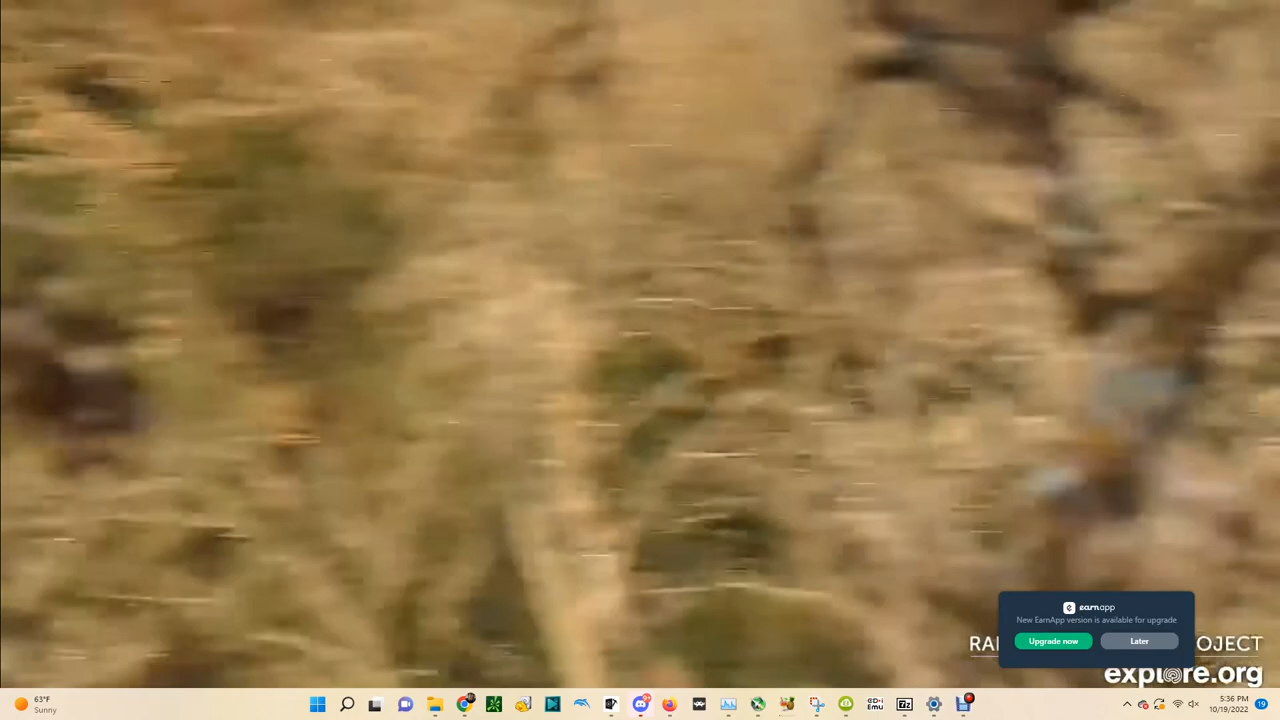 earnapp
New EarnApp version is available for upgrade
Upgrade now
Later
OJECT
explore.org
63°F
Sunny
5:36 PM
10/19/2022
19